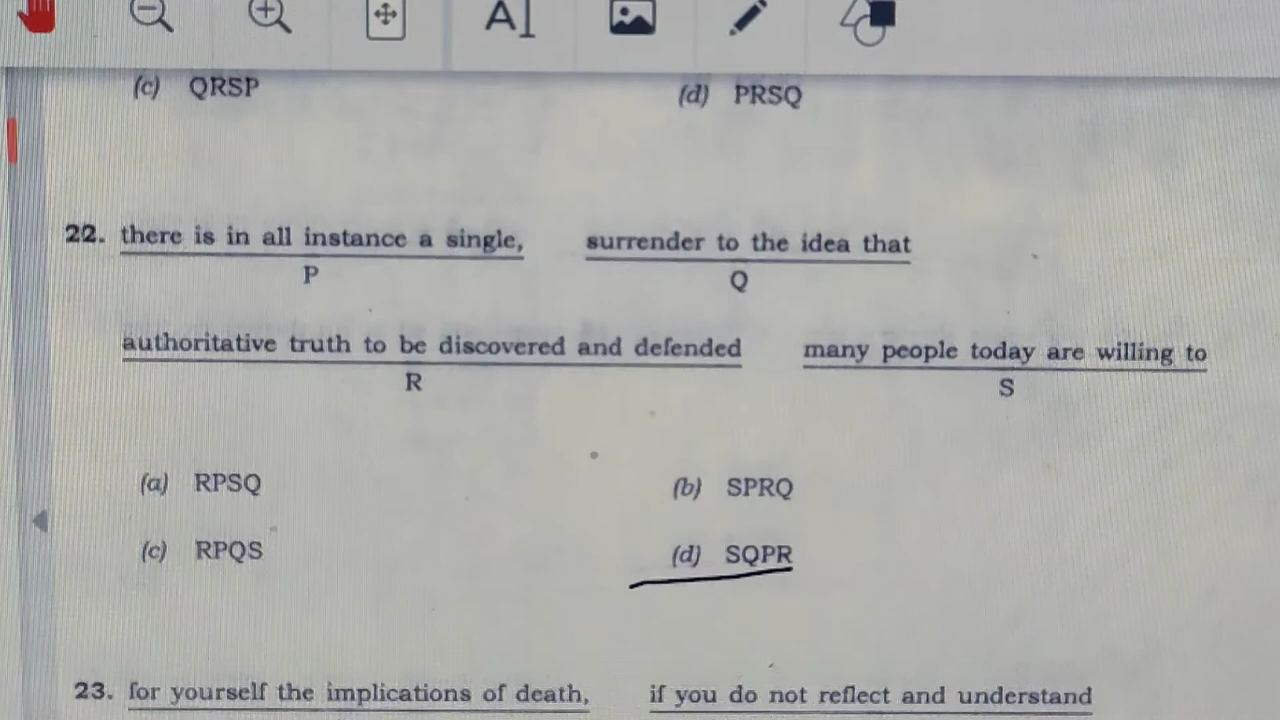 (c) QRSP (d) PRSQ
22. there is in all instance a single, surrender to the idea that
P Q
authoritative truth to be discovered and defended many people today are willing to
R S
(a) RPSQ (b) SPRQ
(c) RPQS (d) SQPR
23. for yourself the implications of death, if you do not reflect and understand